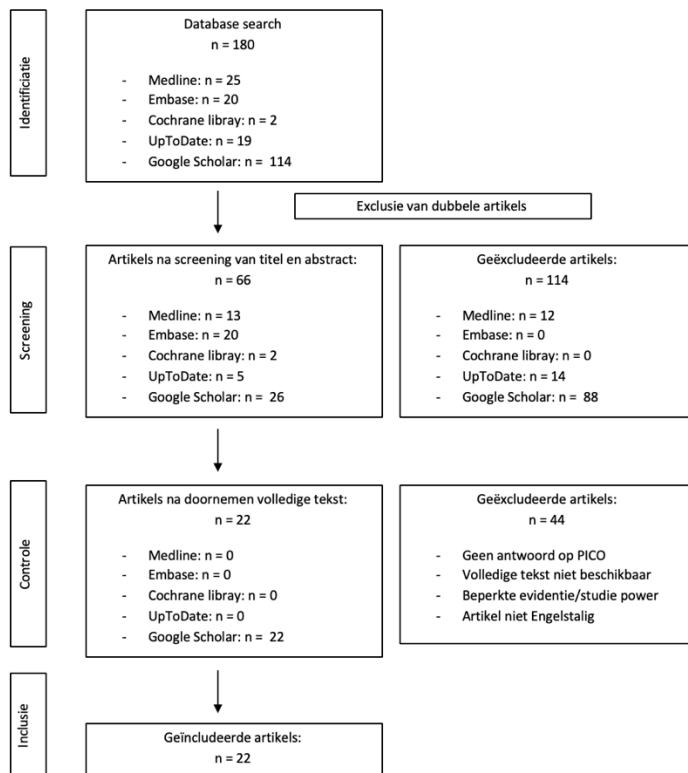 Identificiatie
Database search
n = 180
- Medline: n = 25
- Embase: n = 20
- Cochrane libray: n = 2
- UpToDate: n = 19
- Google Scholar: n = 114
Exclusie van dubbele artikels
Screening
Artikels na screening van titel en abstract:
n = 66
- Medline: n = 13
- Embase: n = 20
- Cochrane libray: n = 2
- UpToDate: n = 5
- Google Scholar: n = 26
Geëxcludeerde artikels:
n = 114
- Medline: n = 12
- Embase: n = 0
- Cochrane libray: n = 0
- UpToDate: n = 14
- Google Scholar: n = 88
Controle
Artikels na doornemen volledige tekst:
n = 22
- Medline: n = 0
- Embase: n = 0
- Cochrane libray: n = 0
- UpToDate: n = 0
- Google Scholar: n = 22
Geëxcludeerde artikels:
n = 44
- Geen antwoord op PICO
- Volledige tekst niet beschikbaar
- Beperkte evidentie/studie power
- Artikel niet Engelstalig
Inclusie
Geïncludeerde artikels:
n = 22